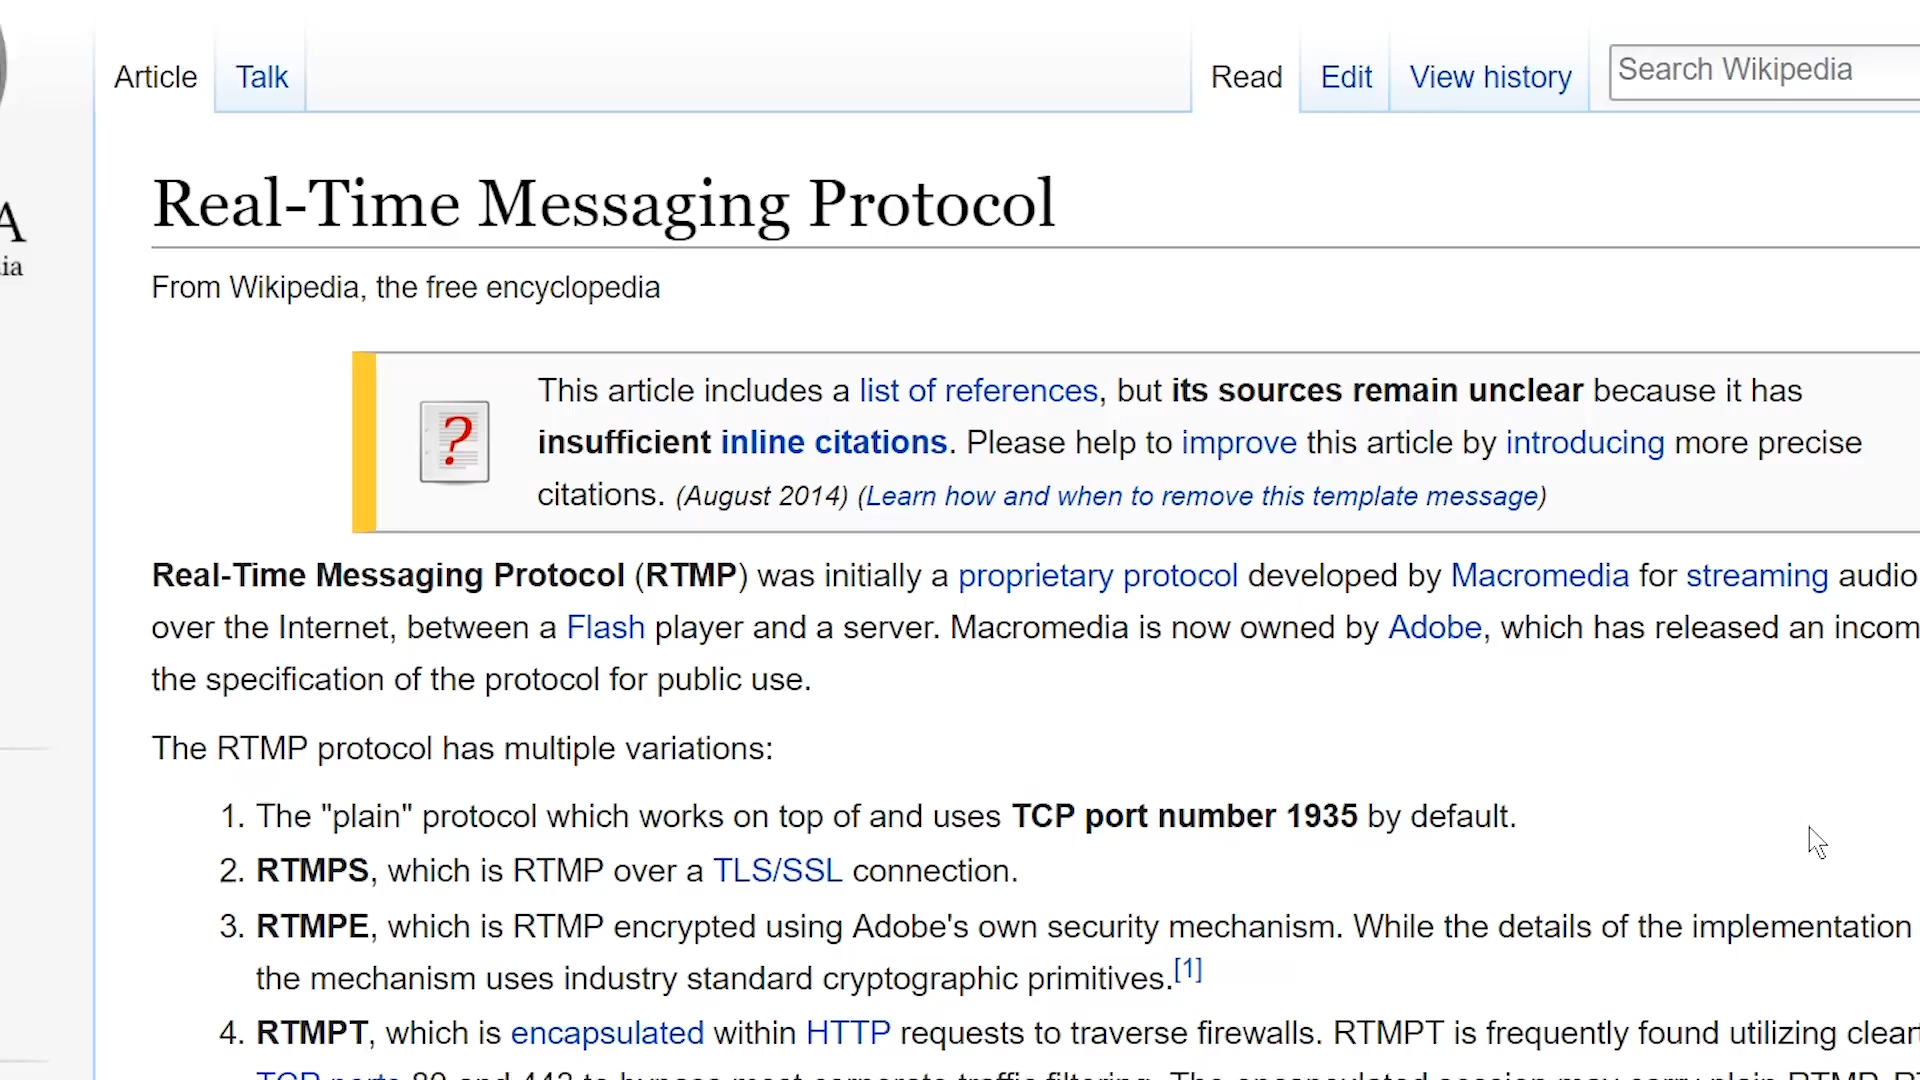 Article Talk Read Edit View history Search Wikipedia
Real-Time Messaging Protocol
From Wikipedia, the free encyclopedia
This article includes a list of references, but its sources remain unclear because it has
insufficient inline citations. Please help to improve this article by introducing more precise
citations. (August 2014) (Learn how and when to remove this template message)
?
Real-Time Messaging Protocol (RTMP) was initially a proprietary protocol developed by Macromedia for streaming audio
over the Internet, between a Flash player and a server. Macromedia is now owned by Adobe, which has released an incom
the specification of the protocol for public use.
The RTMP protocol has multiple variations:
1. The "plain" protocol which works on top of and uses TCP port number 1935 by default.
2. RTMPS, which is RTMP over a TLS/SSL connection.
3. RTMPE, which is RTMP encrypted using Adobe's own security mechanism. While the details of the implementation
the mechanism uses industry standard cryptographic primitives.[1]
4. RTMPT, which is encapsulated within HTTP requests to traverse firewalls. RTMPT is frequently found utilizing clear